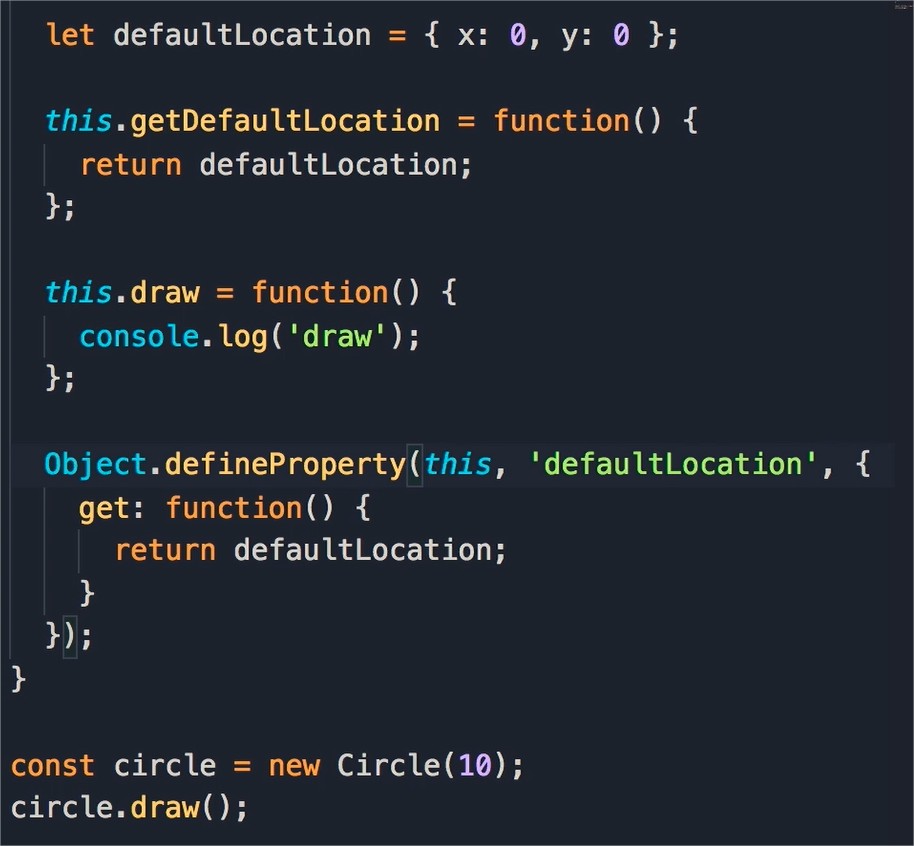 let defaultLocation = { x: 0, y: 0 };
this.getDefaultLocation = function() {
return defaultLocation;
};
this.draw = function() {
console.log('draw');
};
Object.defineProperty(this, 'defaultLocation', {
get: function() {
return defaultLocation;
}
});
}
const circle = new Circle(10);
circle.draw();